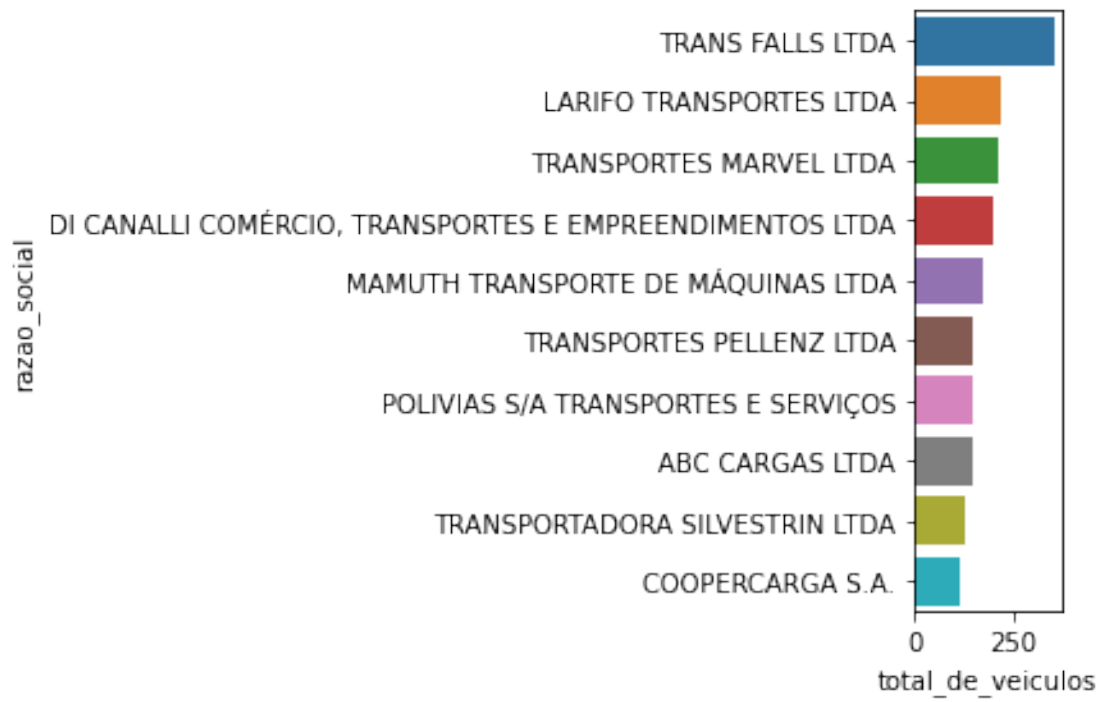 TRANS FALLS LTDA
LARIFO TRANSPORTES LTDA
TRANSPORTES MARVEL LTDA
DI CANALLI COMÉRCIO, TRANSPORTES E EMPREENDIMENTOS LTDA
MAMUTH TRANSPORTE DE MÁQUINAS LTDA
TRANSPORTES PELLENZ LTDA
POLIVIAS S/A TRANSPORTES E SERVIÇOS
ABC CARGAS LTDA
TRANSPORTADORA SILVESTRIN LTDA
COOPERCARGA S.A.
razao_social
0 250
total_de_veiculos